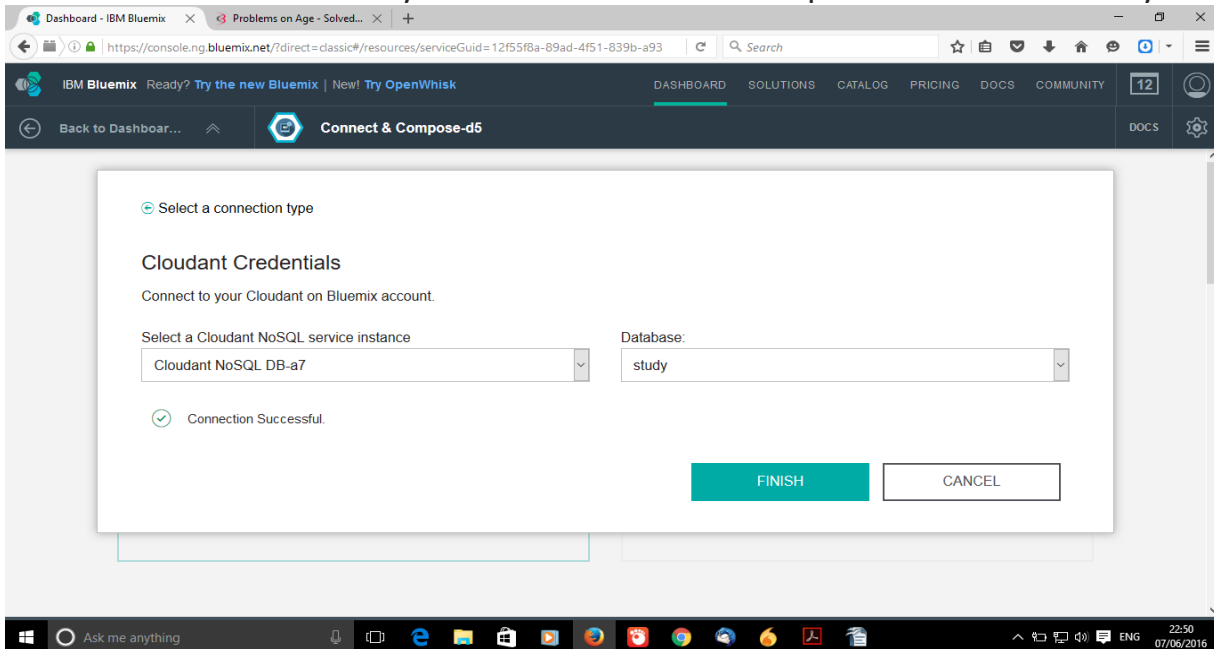 Dashboard - IBM Bluemix
Problems on Age - Solved...
https://console.ng.bluemix.net/?direct=classic#/resources/serviceGuid=12f55f8a-89ad-4f51-839b-a93
Search
IBM Bluemix Ready? Try the new Bluemix | New! Try OpenWhisk
DASHBOARD SOLUTIONS CATALOG PRICING DOCS COMMUNITY 12
Back to Dashboar... Connect & Compose-d5 DOCS
Select a connection type
Cloudant Credentials
Connect to your Cloudant on Bluemix account.
Select a Cloudant NoSQL service instance
Database:
Cloudant NoSQL DB-a7
study
Connection Successful.
FINISH
CANCEL
Ask me anything
ENG
22:50
07/06/2016